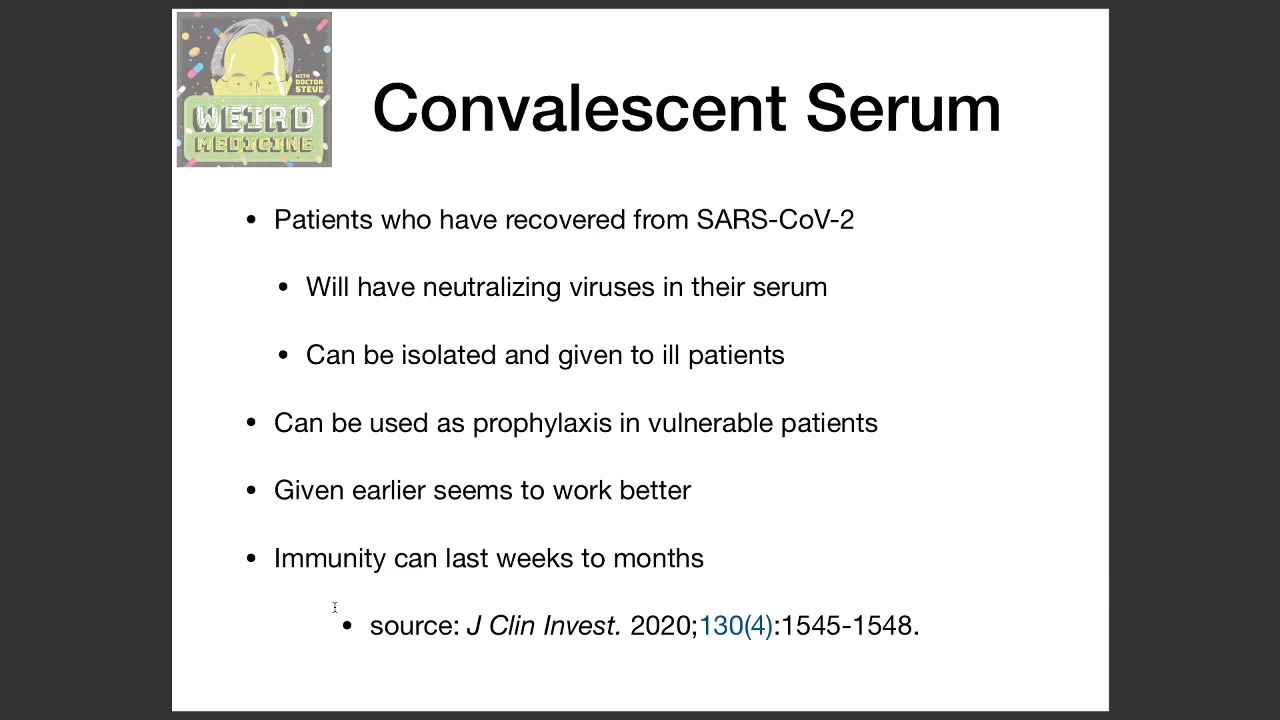 WITH
DOCTOR
STEVE
WEIRD
MEDICINE
Convalescent Serum
• Patients who have recovered from SARS-CoV-2
• Will have neutralizing viruses in their serum
• Can be isolated and given to ill patients
• Can be used as prophylaxis in vulnerable patients
• Given earlier seems to work better
• Immunity can last weeks to months
• source: J Clin Invest. 2020;130(4):1545-1548.